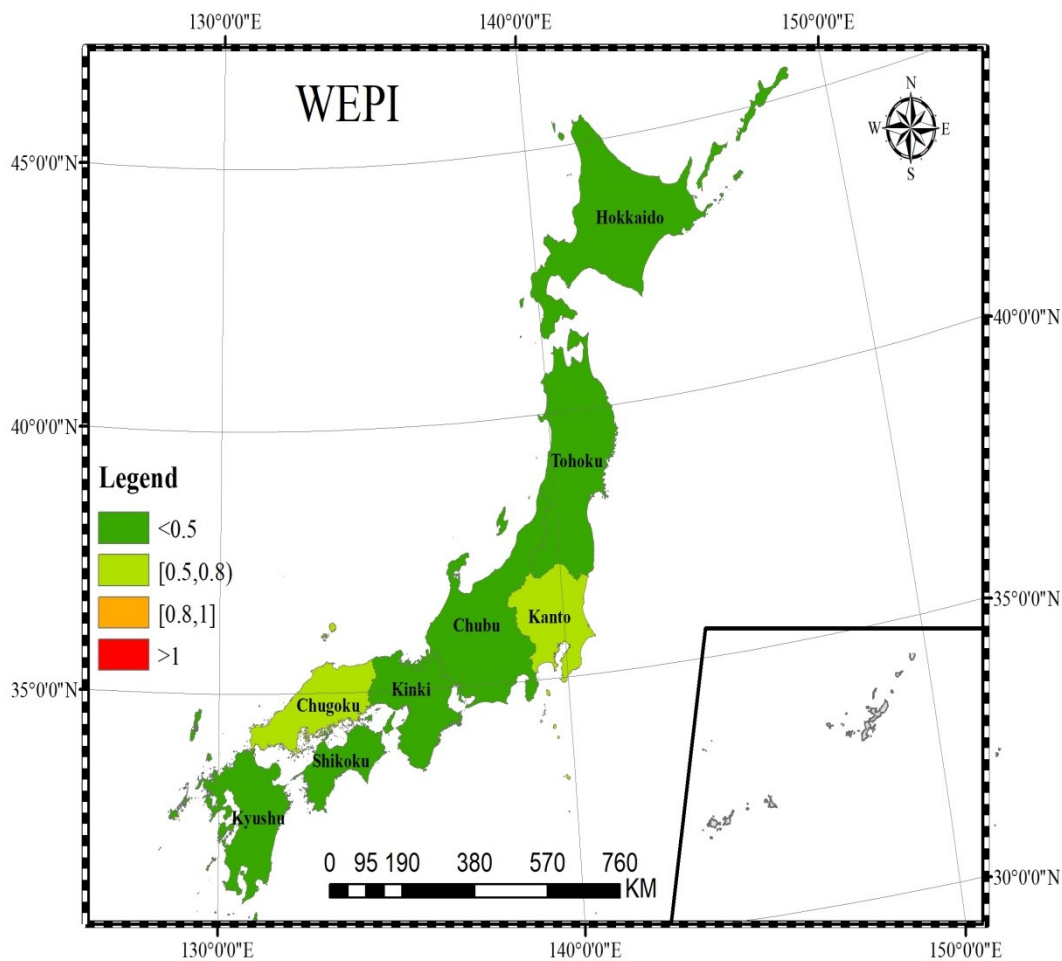 130°0'0"E 140°0'0"E 150°0'0"E
WEPI
N
W E
S
45°0'0"N
Hokkaido
40°0'0"N
40°0'0"N
Tohoku
Legend
<0.5
[0.5,0.8)
[0.8,1]
>1
35°0'0"N
Kanto
Chubu
35°0'0"N
Kinki
Chugoku
Shikoku
Kyushu
0 95 190 380 570 760
KM
30°0'0"N
130°0'0"E 140°0'0"E 150°0'0"E